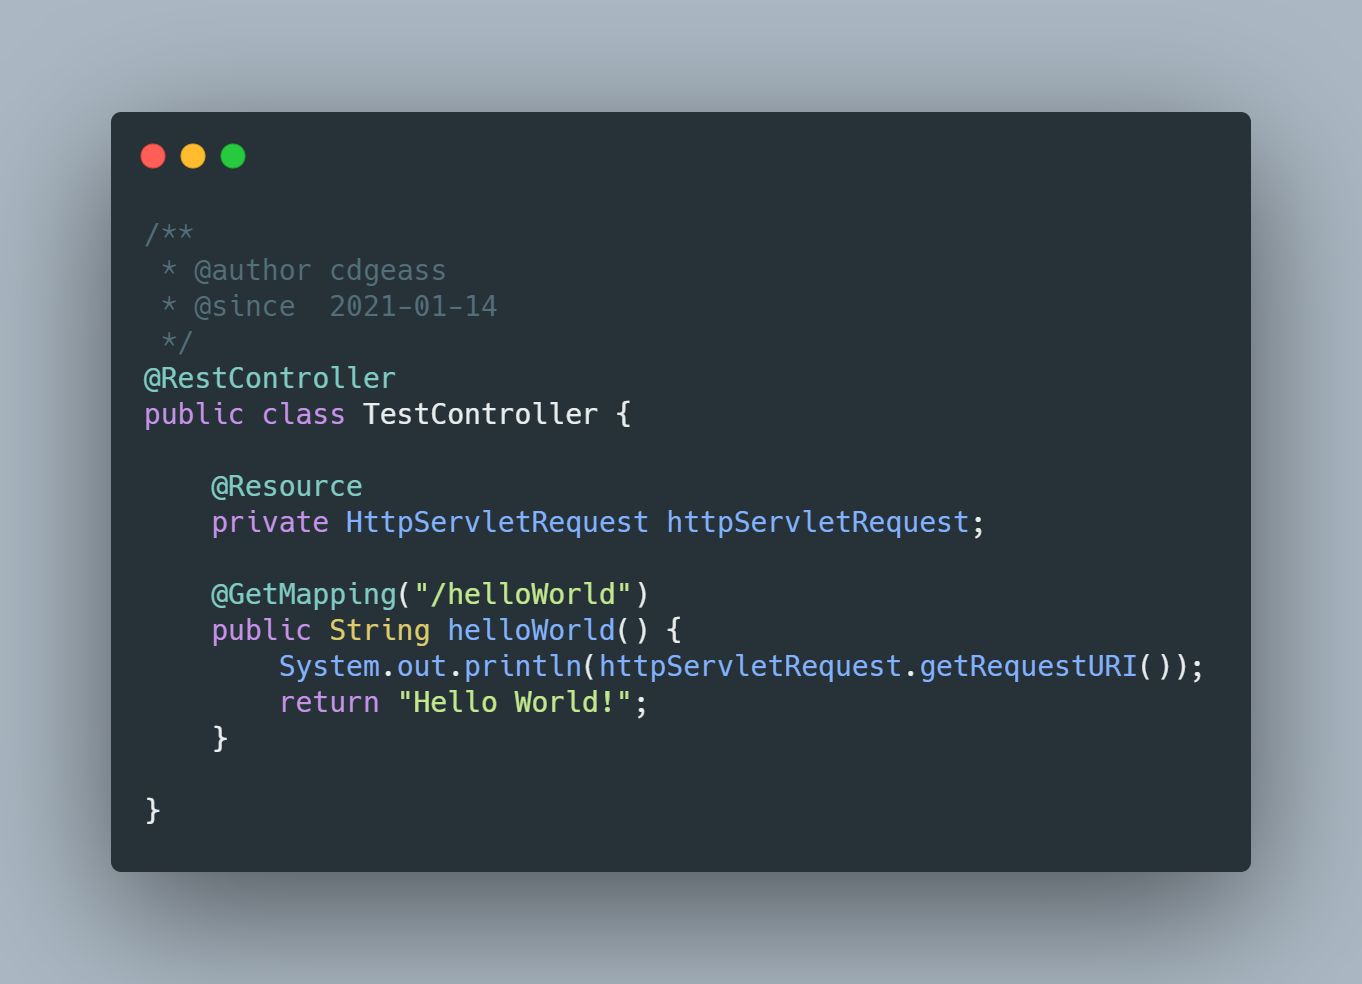 /**
 * @author cdgeass
 * @since  2021-01-14
 */
@RestController
public class TestController {
    @Resource
    private HttpServletRequest httpServletRequest;
    @GetMapping("/helloWorld")
    public String helloWorld() {
        System.out.println(httpServletRequest.getRequestURI());
        return "Hello World!";
    }
}